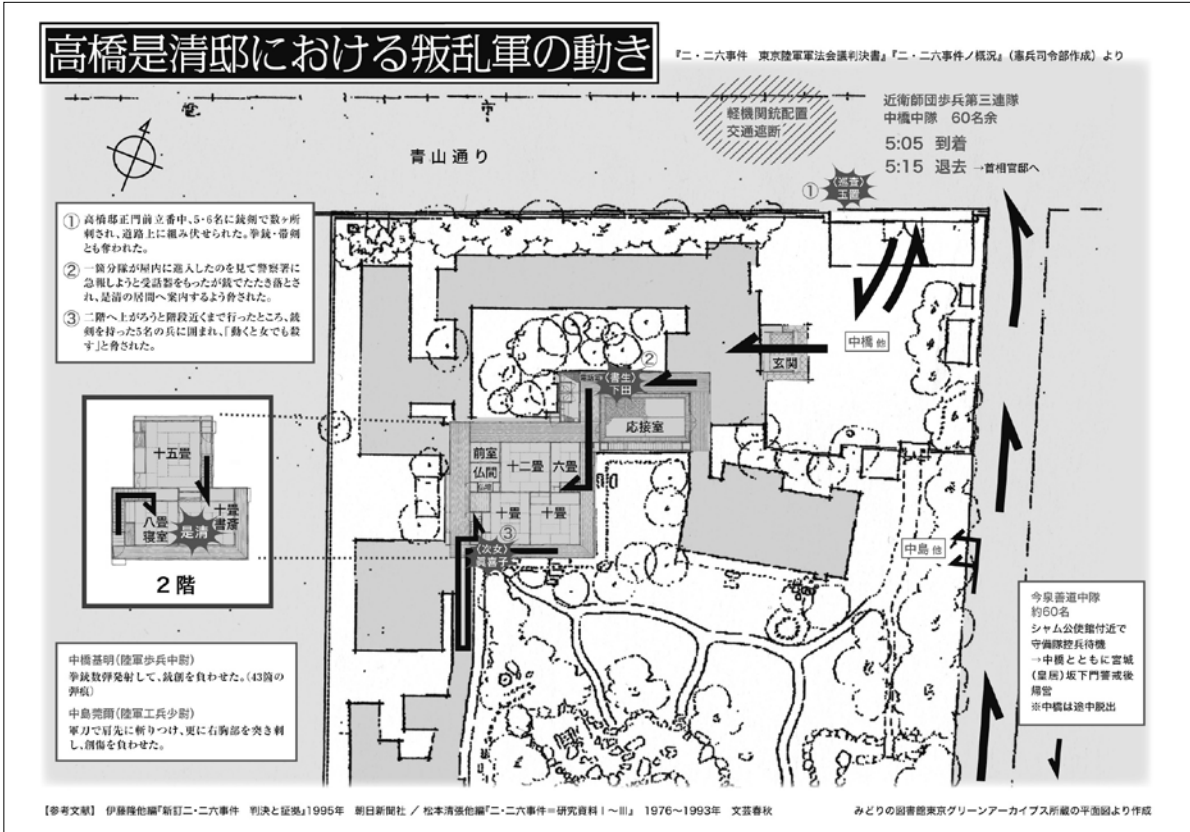 高橋是清邸における叛乱軍の動き
『二・二六事件　東京陸軍軍法会議判決書』『二・二六事件ノ概況』（憲兵司令部作成）より
軽機関銃配置
交通遮断
近衛師団歩兵第三連隊
中橋中隊　60名余
5:05 到着
5:15 退去 →首相官邸へ
青山通り
①
〈巡査〉
玉置
① 高橋邸正門前立番中、5・6名に銃剣で数ヶ所
刺され、道路上に組み伏せられた。拳銃・帯剣
とも奪われた。
② 一箇分隊が屋内に進入したのを見て警察署に
急報しようと受話器をもったが銃でたたき落とさ
れ、是清の居間へ案内するよう脅された。
③ 二階へ上がろうと階段近くまで行ったところ、銃
剣を持った5名の兵に囲まれ、「動くと女でも殺
す」と脅された。
中橋 他
玄関
②
〈書生〉
下田
応接室
前室
仏間
十二畳
六畳
十畳
十畳
③
〈次女〉
眞喜子
十五畳
八畳
寝室
是清
十畳
書斎
2階
中島 他
今泉善道中隊
約60名
シャム公使館付近で
守備隊控兵待機
→中橋とともに宮城
(皇居)坂下門警戒後
帰営
※中橋は途中脱出
中橋基明(陸軍歩兵中尉)
拳銃数弾発射して、銃創を負わせた。(43箇の
弾痕)
中島莞爾(陸軍工兵少尉)
軍刀で肩先に斬りつけ、更に右胸部を突き刺
し、創傷を負わせた。
【参考文献】　伊藤隆他編『新訂二・二六事件　判決と証拠』1995年　朝日新聞社 ／ 松本清張他編『二・二六事件＝研究資料Ⅰ～Ⅲ』　1976～1993年　文芸春秋
みどりの図書館東京グリーンアーカイブス所蔵の平面図より作成